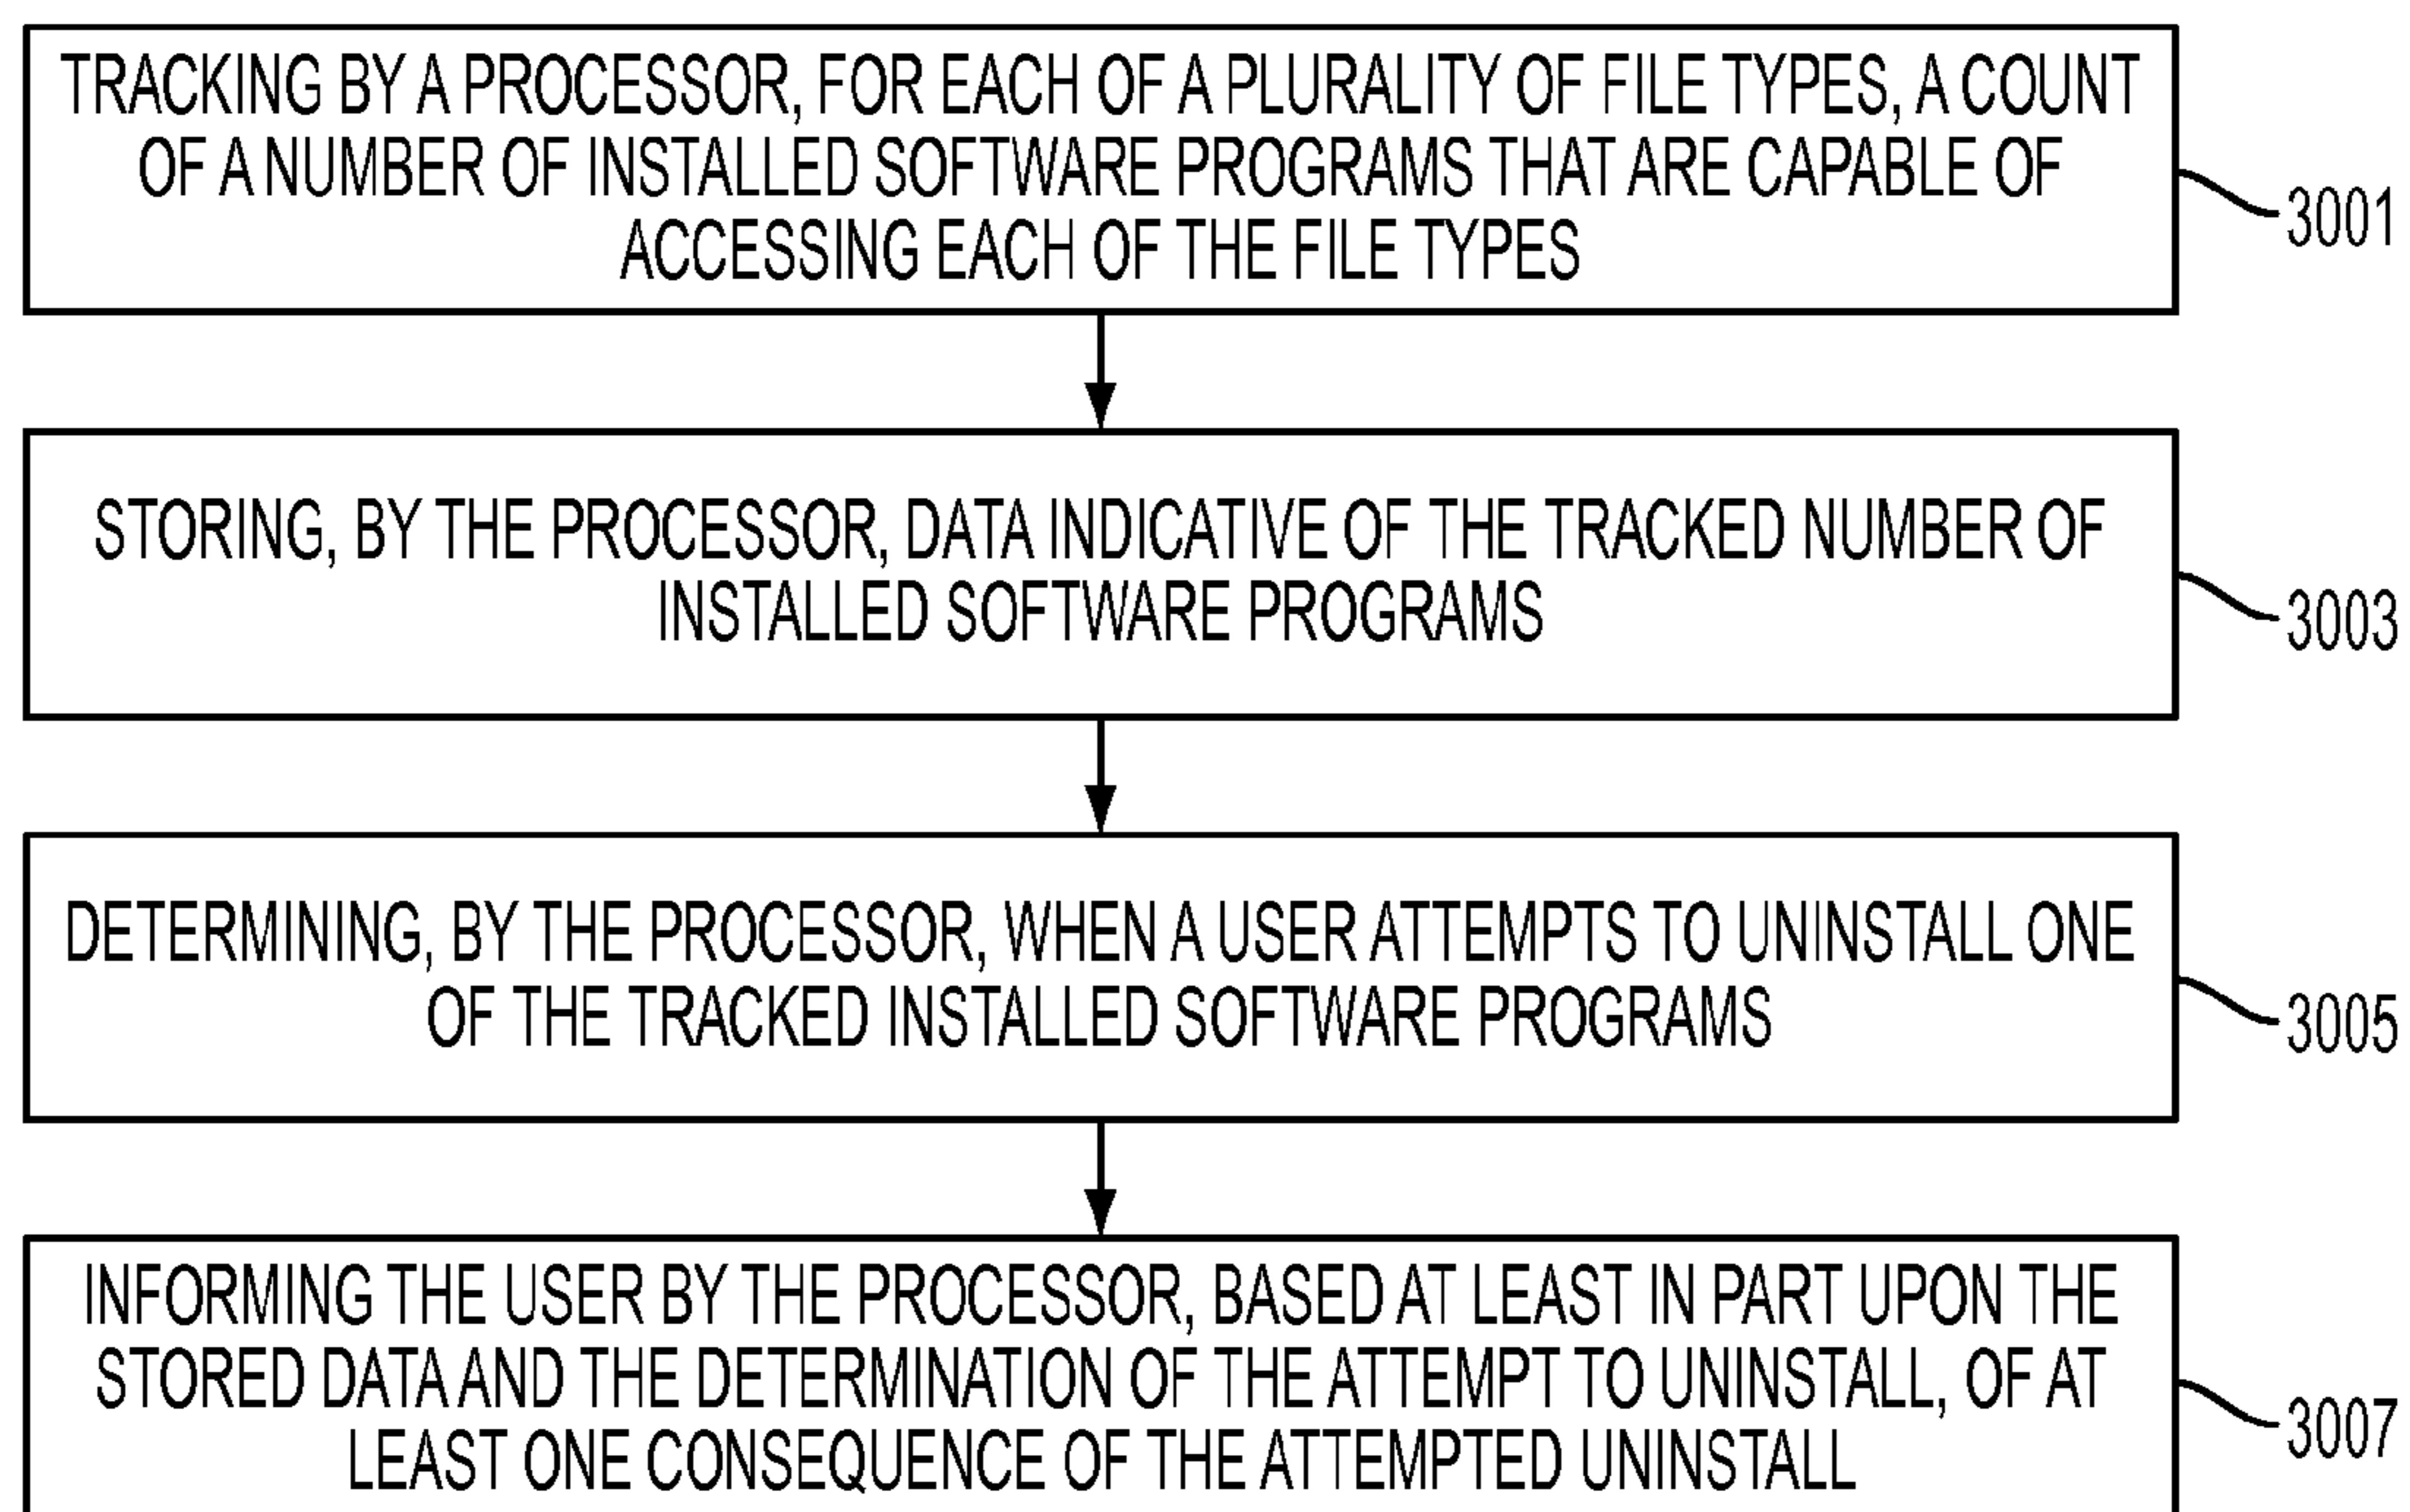 TRACKING BY A PROCESSOR, FOR EACH OF A PLURALITY OF FILE TYPES, A COUNT
OF A NUMBER OF INSTALLED SOFTWARE PROGRAMS THAT ARE CAPABLE OF
ACCESSING EACH OF THE FILE TYPES
3001
STORING, BY THE PROCESSOR, DATA INDICATIVE OF THE TRACKED NUMBER OF
INSTALLED SOFTWARE PROGRAMS
3003
DETERMINING, BY THE PROCESSOR, WHEN A USER ATTEMPTS TO UNINSTALL ONE
OF THE TRACKED INSTALLED SOFTWARE PROGRAMS
3005
INFORMING THE USER BY THE PROCESSOR, BASED AT LEAST IN PART UPON THE
STORED DATA AND THE DETERMINATION OF THE ATTEMPT TO UNINSTALL, OF AT
LEAST ONE CONSEQUENCE OF THE ATTEMPTED UNINSTALL
3007